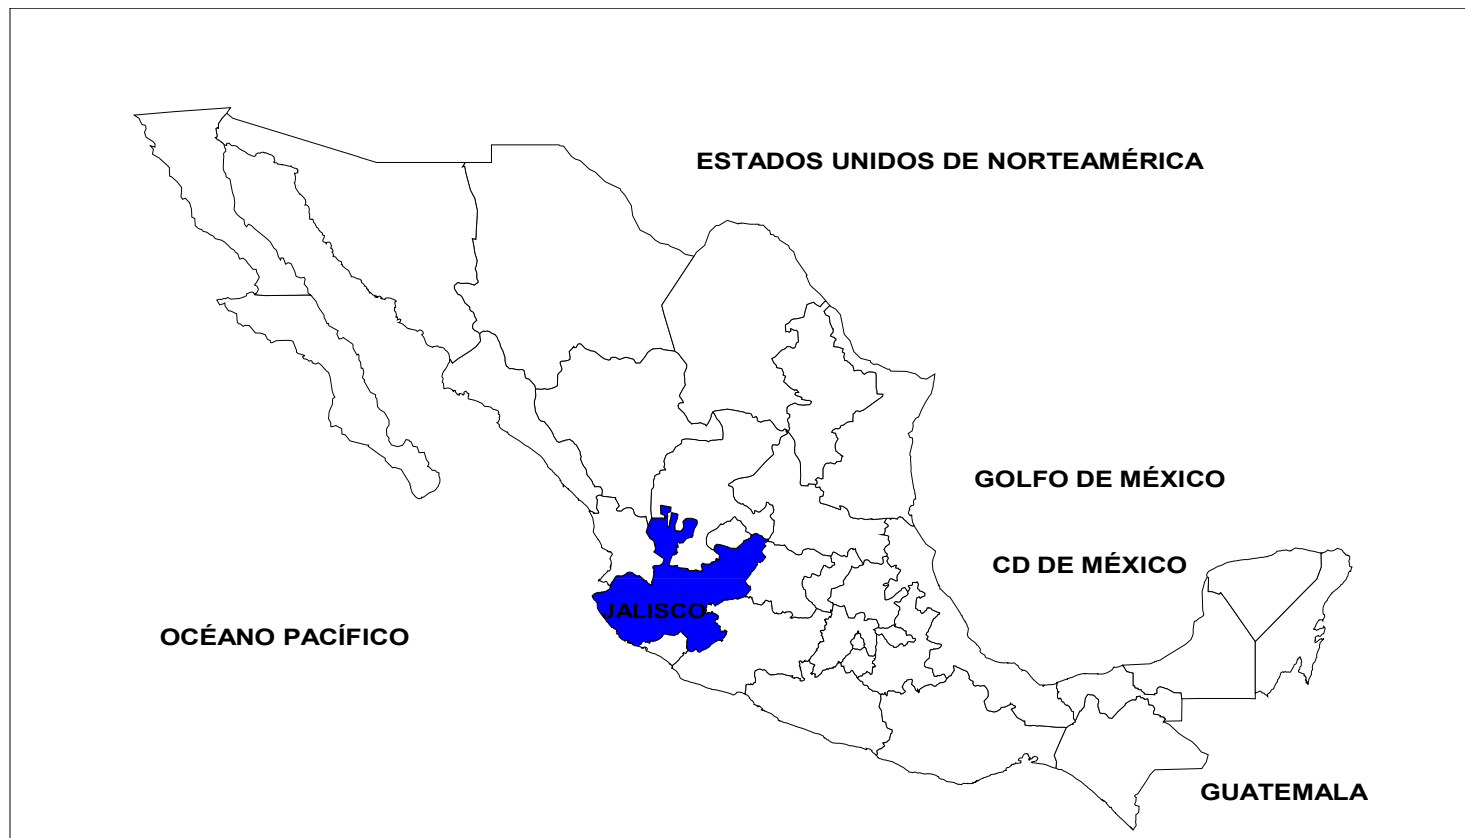 ESTADOS UNIDOS DE NORTEAMÉRICA
GOLFO DE MÉXICO
CD DE MÉXICO
JALISCO
OCÉANO PACÍFICO
GUATEMALA